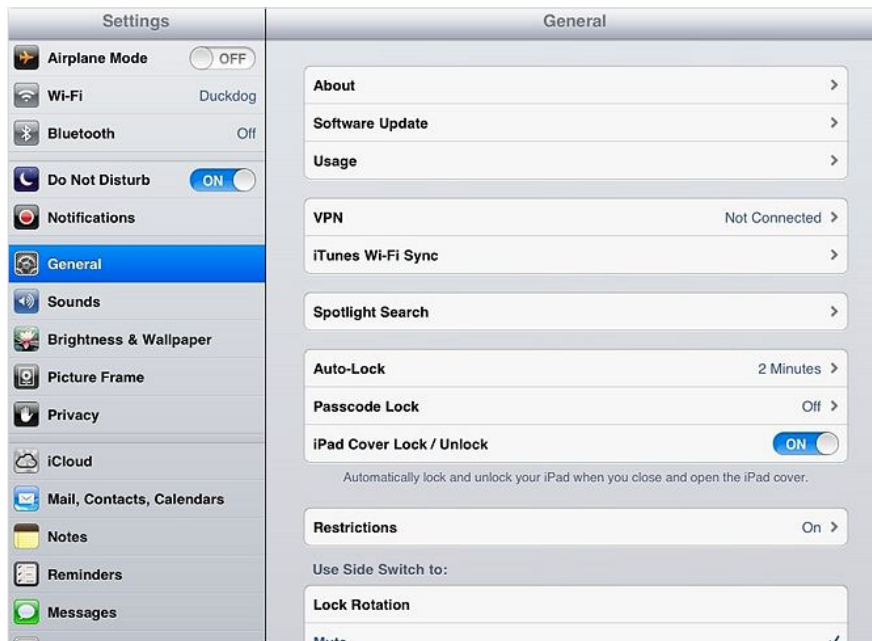 Settings
Airplane Mode OFF
Wi-Fi Duckdog
Bluetooth Off
Do Not Disturb ON
Notifications
General
Sounds
Brightness & Wallpaper
Picture Frame
Privacy
iCloud
Mail, Contacts, Calendars
Notes
Reminders
Messages
General
About
Software Update
Usage
VPN Not Connected
iTunes Wi-Fi Sync
Spotlight Search
Auto-Lock 2 Minutes
Passcode Lock Off
iPad Cover Lock / Unlock ON
Automatically lock and unlock your iPad when you close and open the iPad cover.
Restrictions On
Use Side Switch to:
Lock Rotation
Mute